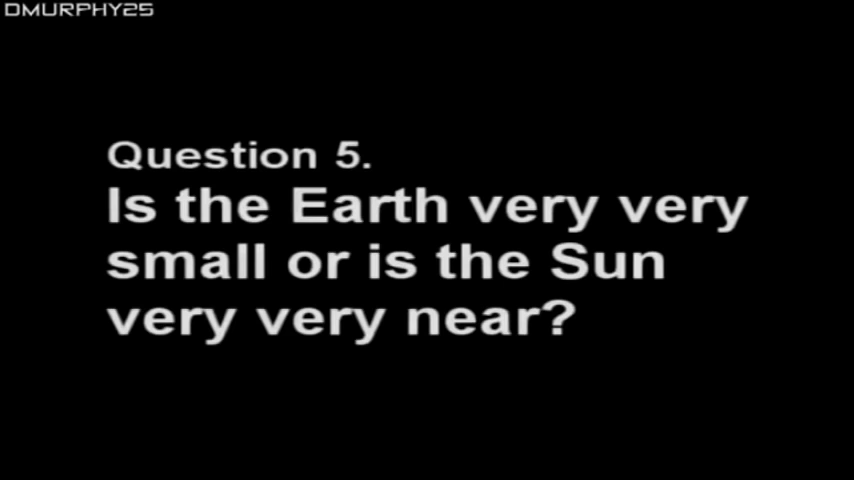 DMURPHY25
Question 5.
Is the Earth very very
small or is the Sun
very very near?